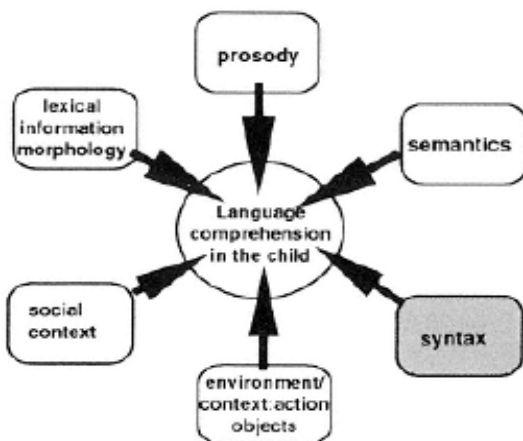 prosody
lexical
information
morphology
semantics
Language
comprehension
in the child
social
context
syntax
environment/
context:action
objects